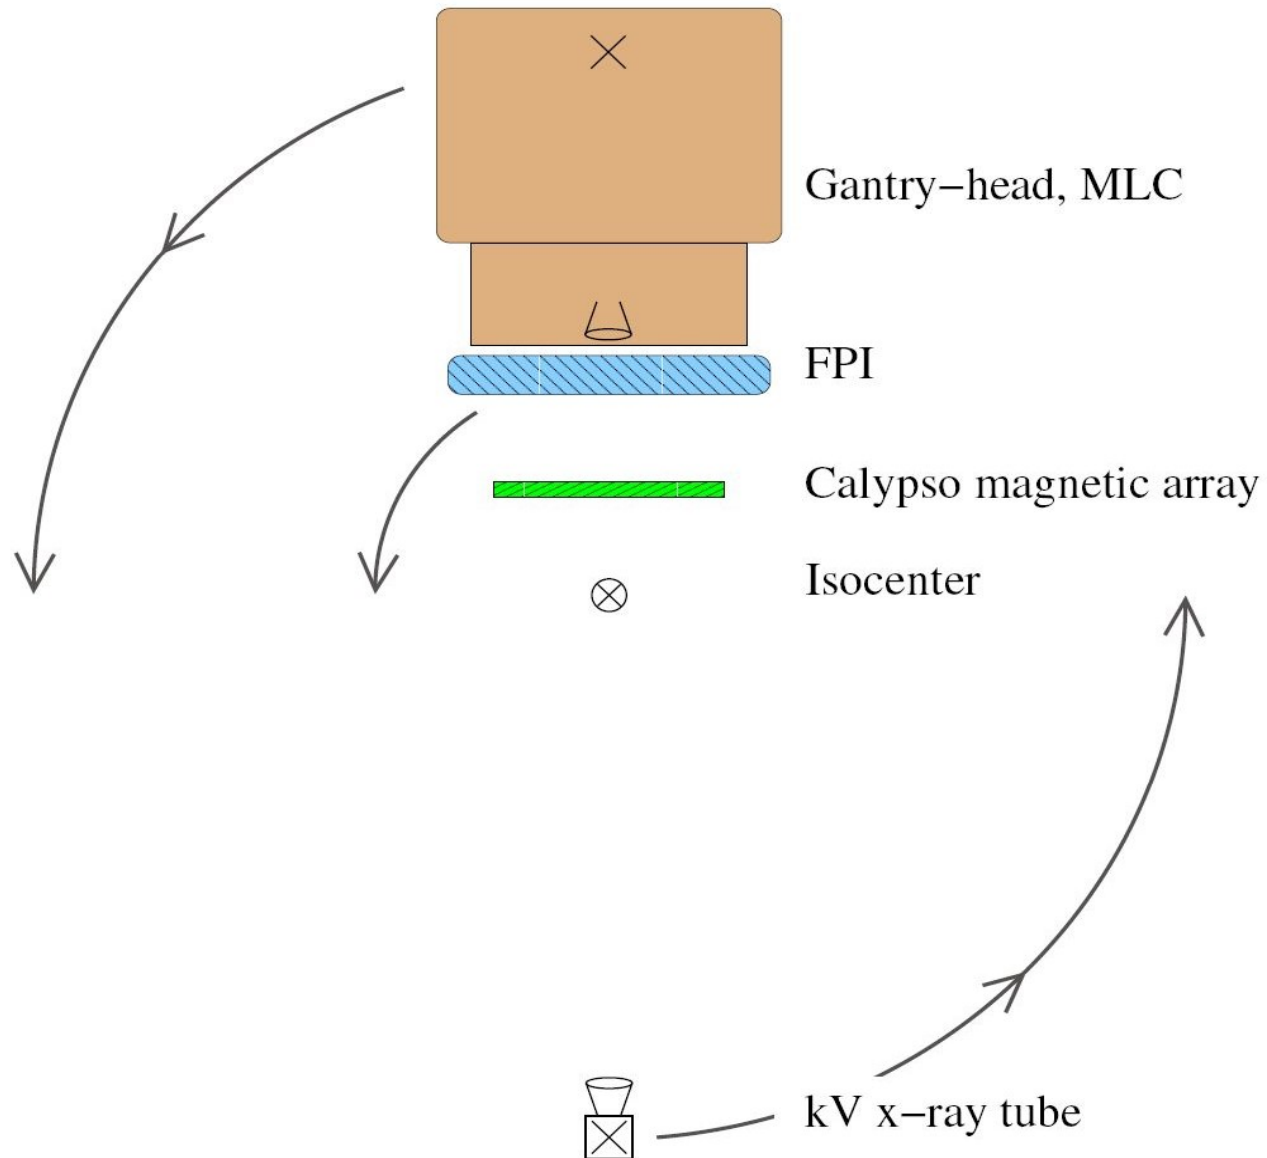 Gantry−head, MLC
FPI
Calypso magnetic array
Isocenter
kV x−ray tube